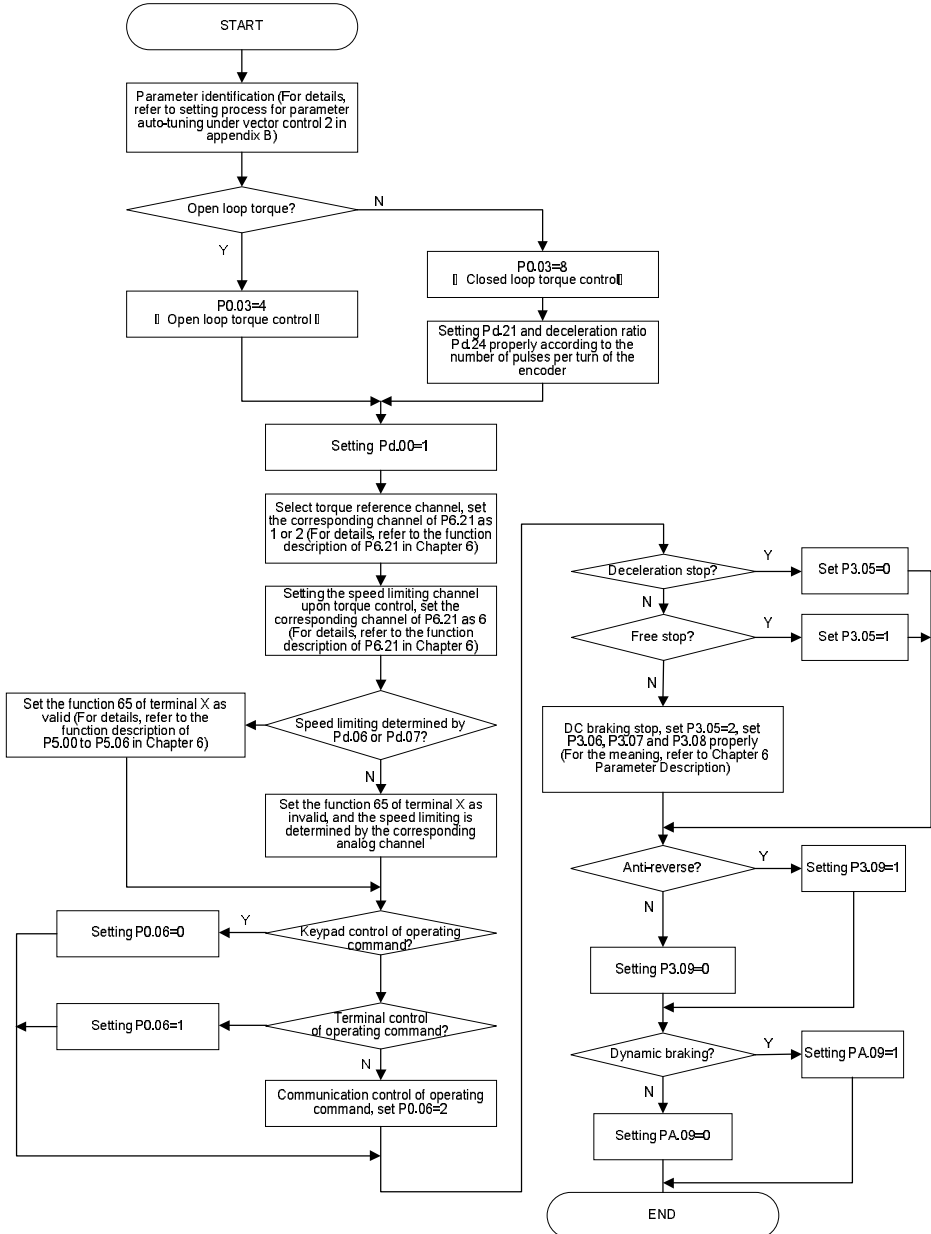 START
Parameter identification (For details,
refer to setting process for parameter
auto-tuning under vector control 2 in
appendix B)
Open loop torque?
N
Y
P0.03=8
Closed loop torque control
P0.03=4
Open loop torque control
Setting Pd.21 and deceleration ratio
Pd.24 properly according to the
number of pulses per turn of the
encoder
Setting Pd.00=1
Select torque reference channel, set
the corresponding channel of P6.21 as
1 or 2 (For details, refer to the function
description of P6.21 in Chapter 6)
Setting the speed limiting channel
upon torque control, set the
corresponding channel of P6.21 as 6
(For details, refer to the function
description of P6.21 in Chapter 6)
Speed limiting determined by
Pd.06 or Pd.07?
Set the function 65 of terminal X as
valid (For details, refer to the
function description of
P5.00 to P5.06 in Chapter 6)
N
Set the function 65 of terminal X as
invalid, and the speed limiting is
determined by the corresponding
analog channel
Keypad control of operating
command?
Y
Setting P0.06=0
Terminal control
of operating command?
Setting P0.06=1
N
Communication control of operating
command, set P0.06=2
Deceleration stop?
Y
Set P3.05=0
N
Free stop?
Y
Set P3.05=1
N
DC braking stop, set P3.05=2, set
P3.06, P3.07 and P3.08 properly
(For the meaning, refer to Chapter 6
Parameter Description)
Anti-reverse?
Y
Setting P3.09=1
N
Setting P3.09=0
Dynamic braking?
Y
Setting PA.09=1
N
Setting PA.09=0
END